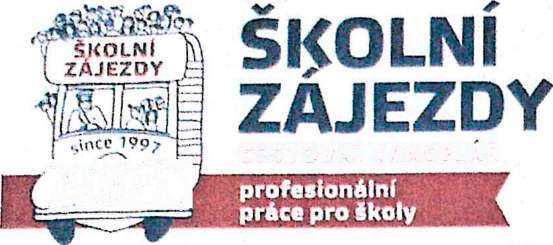 ŠKOLNÍ
ZÁJEZDY
since 1997
ŠKOLNÍ
ZÁJEZDY
profesionální
práce pro školy